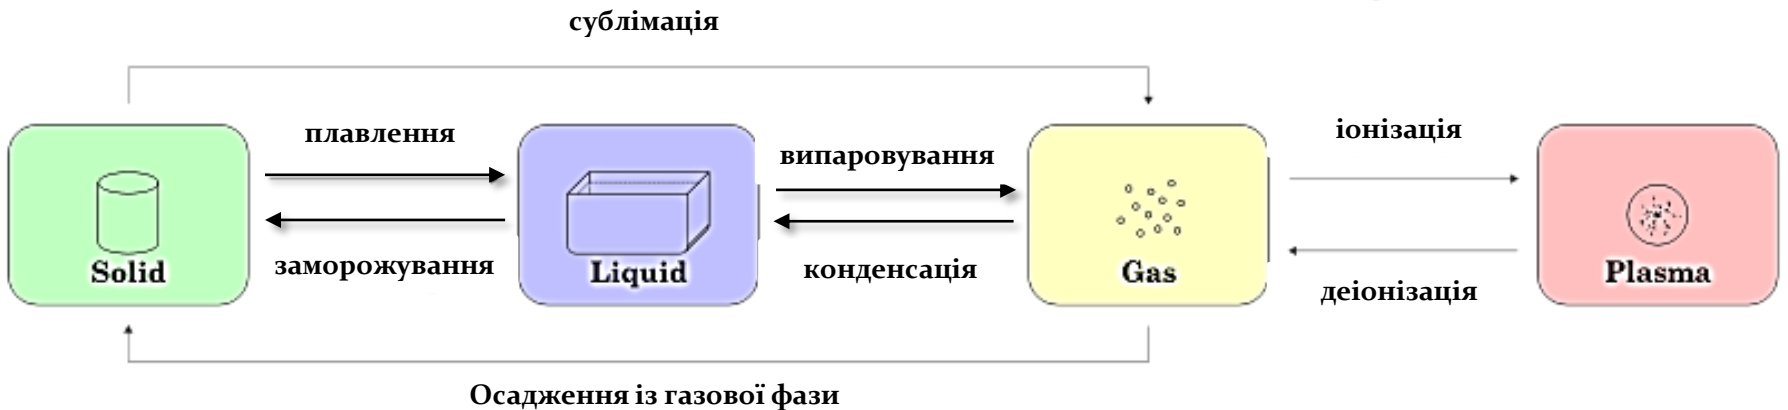 сублімація
плавлення
випаровування
іонізація
Solid
заморожування
Liquid
конденсація
Gas
деіонізація
Plasma
Осадження із газової фази